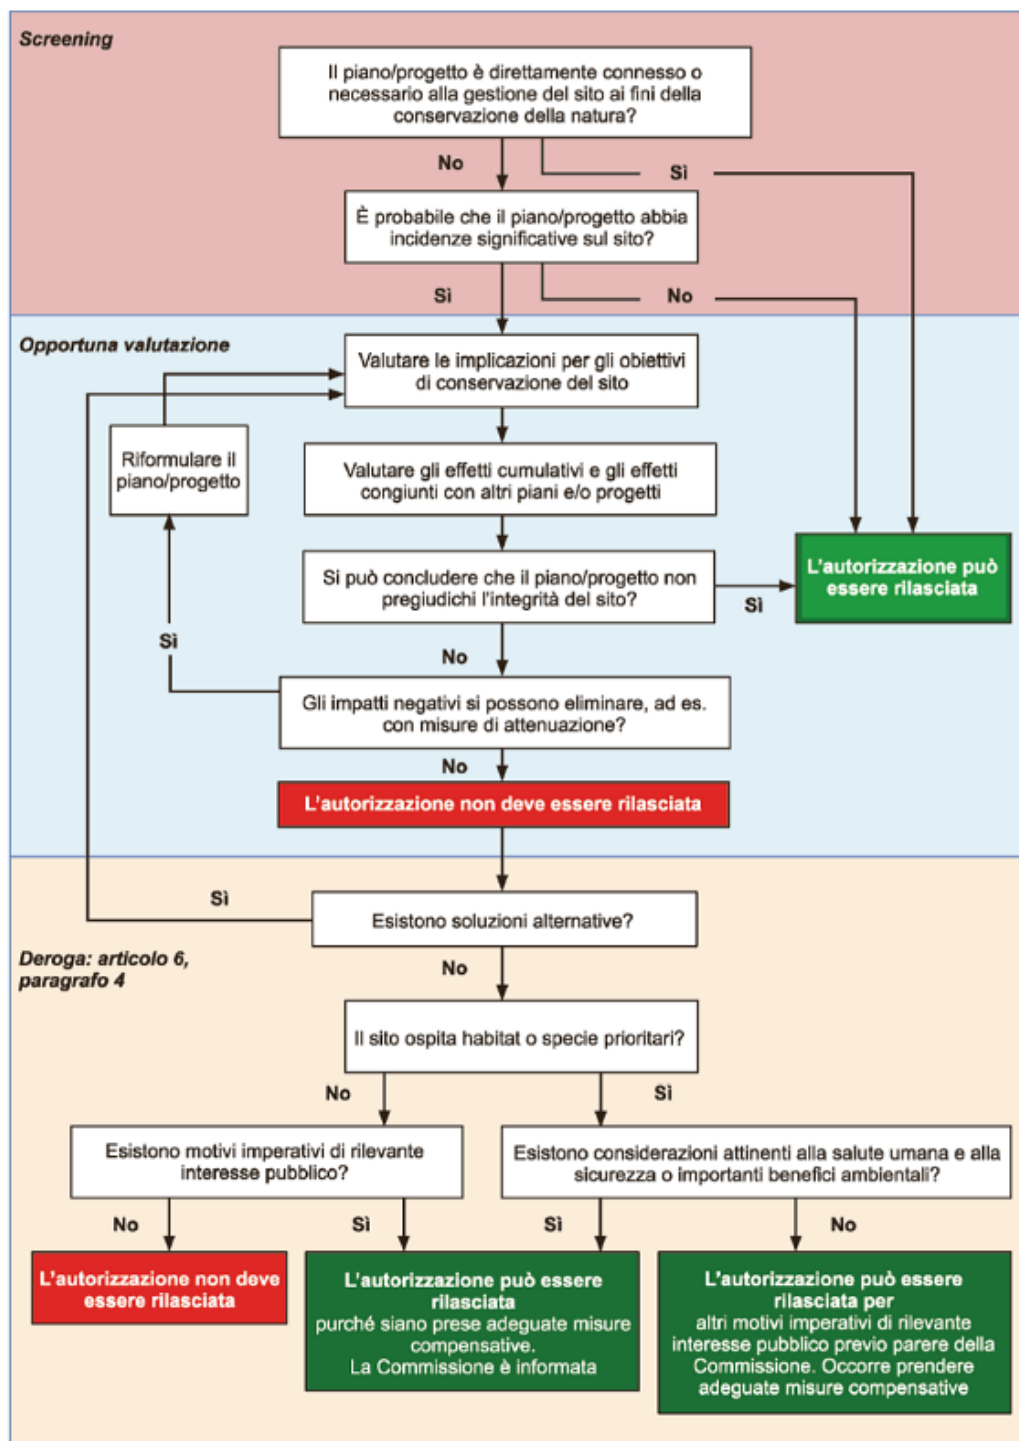 Screening
Il piano/progetto è direttamente connesso o
necessario alla gestione del sito ai fini della
conservazione della natura?
No
Sì
È probabile che il piano/progetto abbia
incidenze significative sul sito?
Sì
No
Opportuna valutazione
Valutare le implicazioni per gli obiettivi
di conservazione del sito
Riformulare il
piano/progetto
Valutare gli effetti cumulativi e gli effetti
congiunti con altri piani e/o progetti
Si può concludere che il piano/progetto non
pregiudichi l'integrità del sito?
Sì
L'autorizzazione può
essere rilasciata
Sì
No
Gli impatti negativi si possono eliminare, ad es.
con misure di attenuazione?
No
L'autorizzazione non deve essere rilasciata
Sì
Esistono soluzioni alternative?
Deroga: articolo 6,
paragrafo 4
No
Il sito ospita habitat o specie prioritari?
No
Sì
Esistono motivi imperativi di rilevante
interesse pubblico?
Esistono considerazioni attinenti alla salute umana e alla
sicurezza o importanti benefici ambientali?
No
Sì
Sì
No
L'autorizzazione non deve
essere rilasciata
L'autorizzazione può essere
rilasciata
purché siano prese adeguate misure
compensative.
La Commissione è informata
L'autorizzazione può essere
rilasciata per
altri motivi imperativi di rilevante
interesse pubblico previo parere della
Commissione. Occorre prendere
adeguate misure compensative